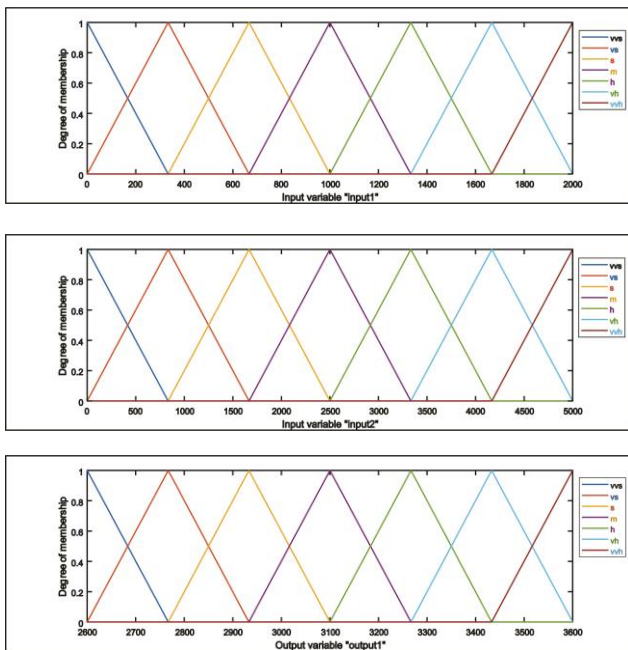 1
0.8
0.6
0.4
0.2
0
Degree of membership
0 200 400 600 800 1000 1200 1400 1600 1800 2000
Input variable "input1"
vvs
vs
s
m
h
vh
vvh
1
0.8
0.6
0.4
0.2
0
Degree of membership
0 500 1000 1500 2000 2500 3000 3500 4000 4500 5000
Input variable "input2"
vvs
vs
s
m
h
vh
vvh
1
0.8
0.6
0.4
0.2
0
Degree of membership
2600 2700 2800 2900 3000 3100 3200 3300 3400 3500 3600
Output variable "output1"
vvs
vs
s
m
h
vh
vvh